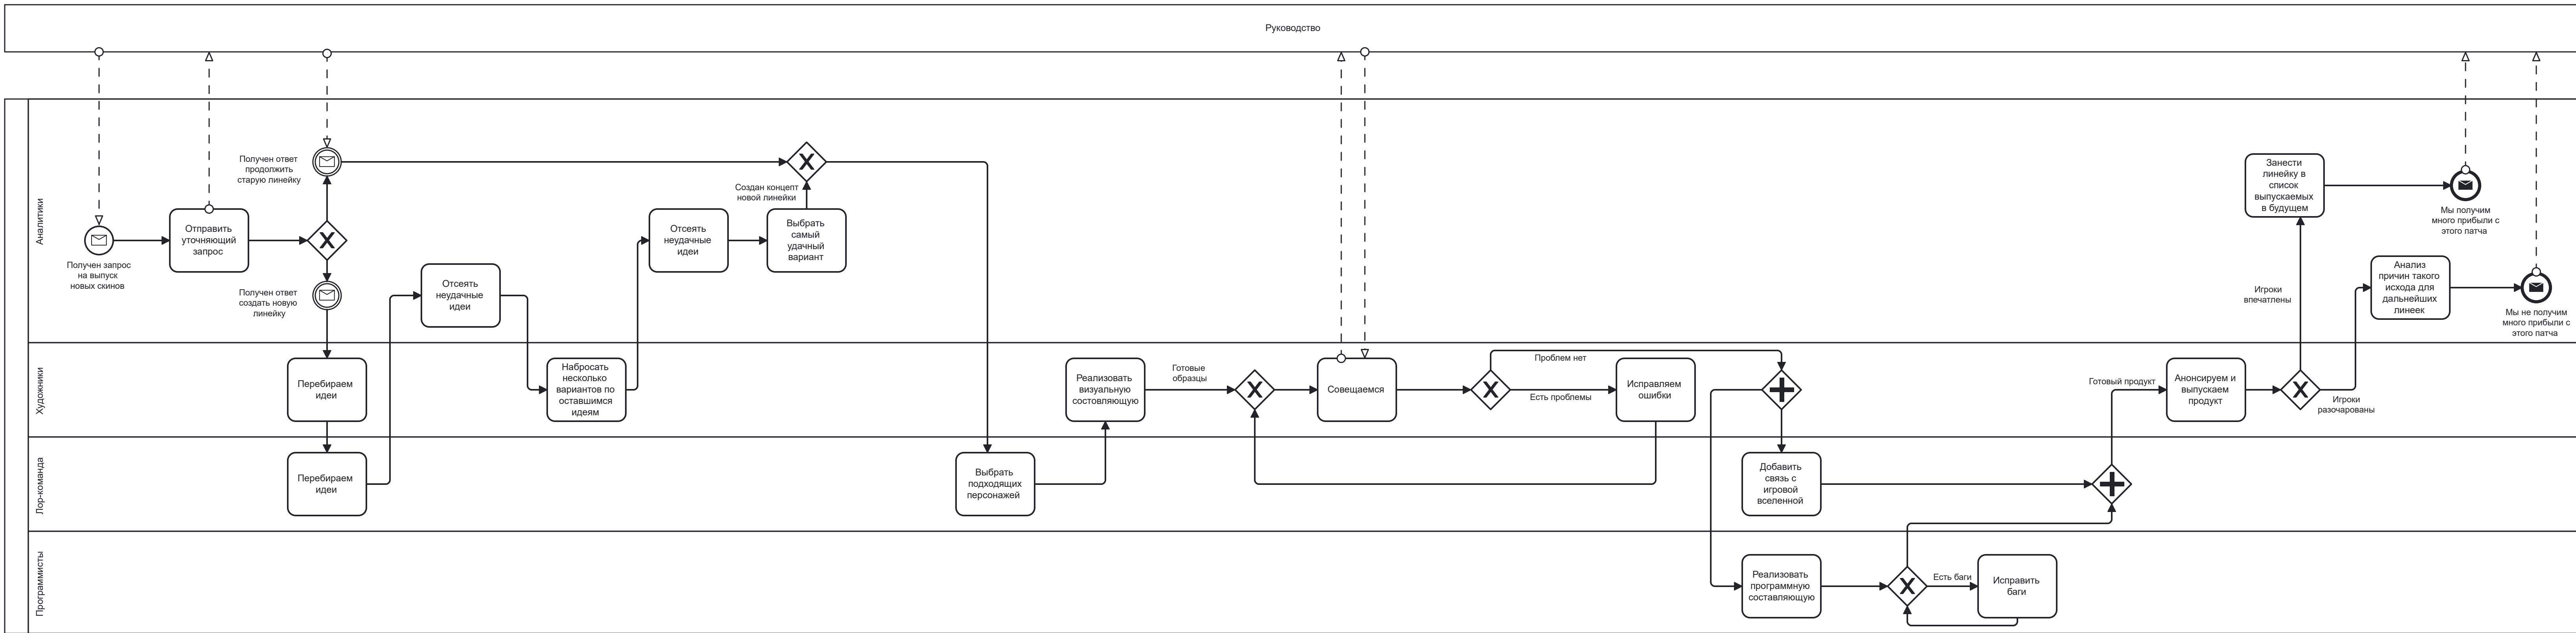 Руководство
Аналитики
Получен запрос
на выпуск
новых скинов
Отправить
уточняющий
запрос
Получен ответ
продолжить
старую линейку
Получен ответ
создать новую
линейку
Отсеять
неудачные
идеи
Отсеять
неудачные
идеи
Создан концепт
новой линейки
Выбрать
самый
удачный
вариант
Занести
линейку в
список
выпускаемых
в будущем
Мы получим
много прибыли с
этого патча
Игроки
впечатлены
Анализ
причин такого
исхода для
дальнейших
линеек
Мы не получим
много прибыли с
этого патча
Художники
Перебираем
идеи
Набросать
несколько
вариантов по
оставшимся
идеям
Реализовать
визуальную
состовляющую
Готовые
образцы
Совещаемся
Проблем нет
Есть проблемы
Исправляем
ошибки
Готовый продукт
Анонсируем и
выпускаем
продукт
Игроки
разочарованы
Лор-команда
Перебираем
идеи
Выбрать
подходящих
персонажей
Добавить
связь с
игровой
вселенной
Программисты
Реализовать
программную
составляющую
Есть баги
Исправить
баги